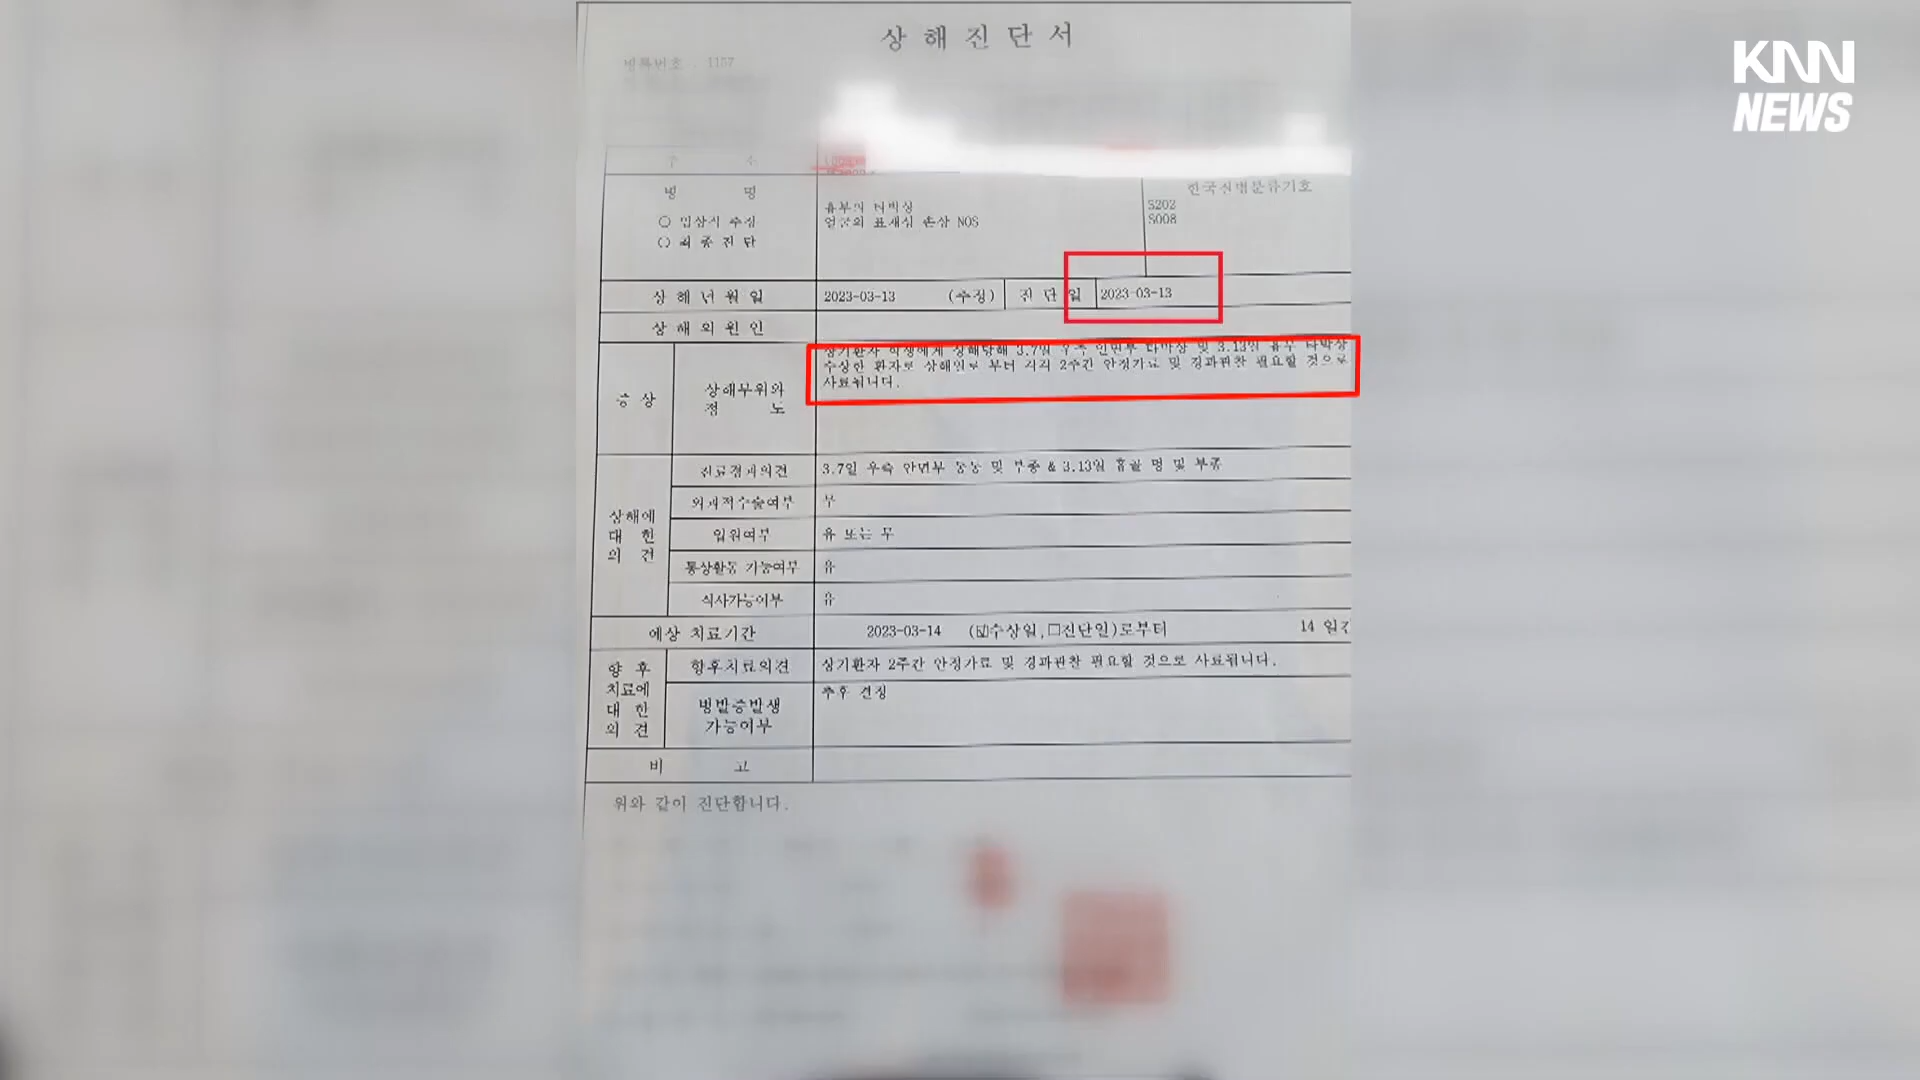 KNN
NEWS
상해진단서
병록번호 . 1157
주 소
병 명
한국질병분류기호
흉부의 타박상
S202
○ 임상적 추정
얼굴의 표재성 손상 NOS
S008
○ 최종진단
상해년월일
2023-03-13
(추정)
진단일
2023-03-13
상해의원인
상기환자 학생에게 상해당해 3.7일 우측 안면부 타박상 및 3.13일 흉부 타박상
수상한 환자로 상해일로 부터 각각 2주간 안정가료 및 경과관찰 필요할 것으로
사료됩니다.
증상
상해부위와
정 도
진료경과의견
3.7일 우측 안면부 동통 및 부종 & 3.13일 흉골 멍 및 부종
외과적수술여부
무
상해에
대 한
의 견
입원여부
유 또는 무
통상활동 가능여부
유
식사가능여부
유
예상 치료기간
2023-03-14
(☑수상일,□진단일)로부터
14 일간
향 후
치료에
대 한
의 견
향후치료의견
상기환자 2주간 안정가료 및 경과관찰 필요할 것으로 사료됩니다.
병발증발생
가능여부
추후 관찰
비 고
위와 같이 진단합니다.